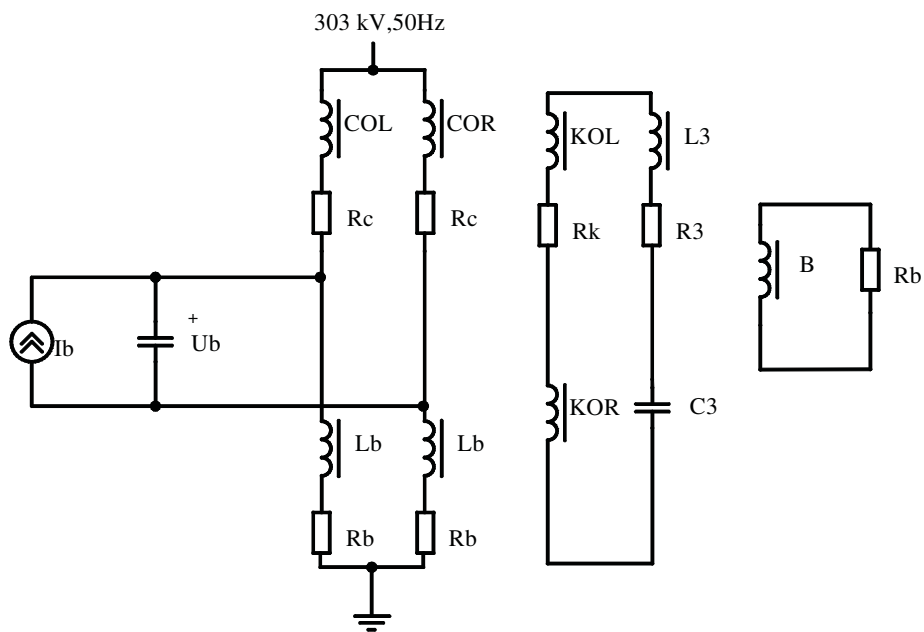 303 kV,50Hz
COL
COR
KOL
L3
Rc
Rc
Rk
R3
B
Rb
Ib
+
Ub
KOR
C3
Lb
Lb
Rb
Rb